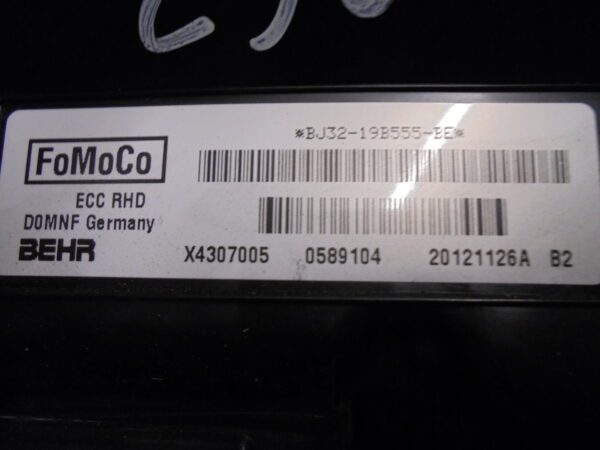 *BJ32-19B555-BE*
FoMoCo
ECC RHD
DOMNF Germany
BEHR X4307005 0589104 20121126A B2